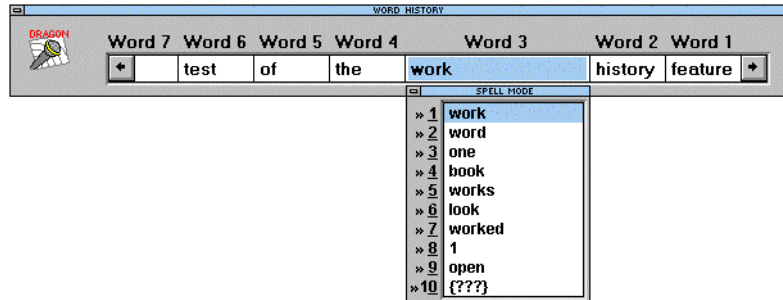 WORD HISTORY
DRAGON
Word 7 Word 6 Word 5 Word 4 Word 3 Word 2 Word 1
test of the work history feature
SPELL MODE
» 1 work
» 2 word
» 3 one
» 4 book
» 5 works
» 6 look
» 7 worked
» 8 1
» 9 open
»10 {???}